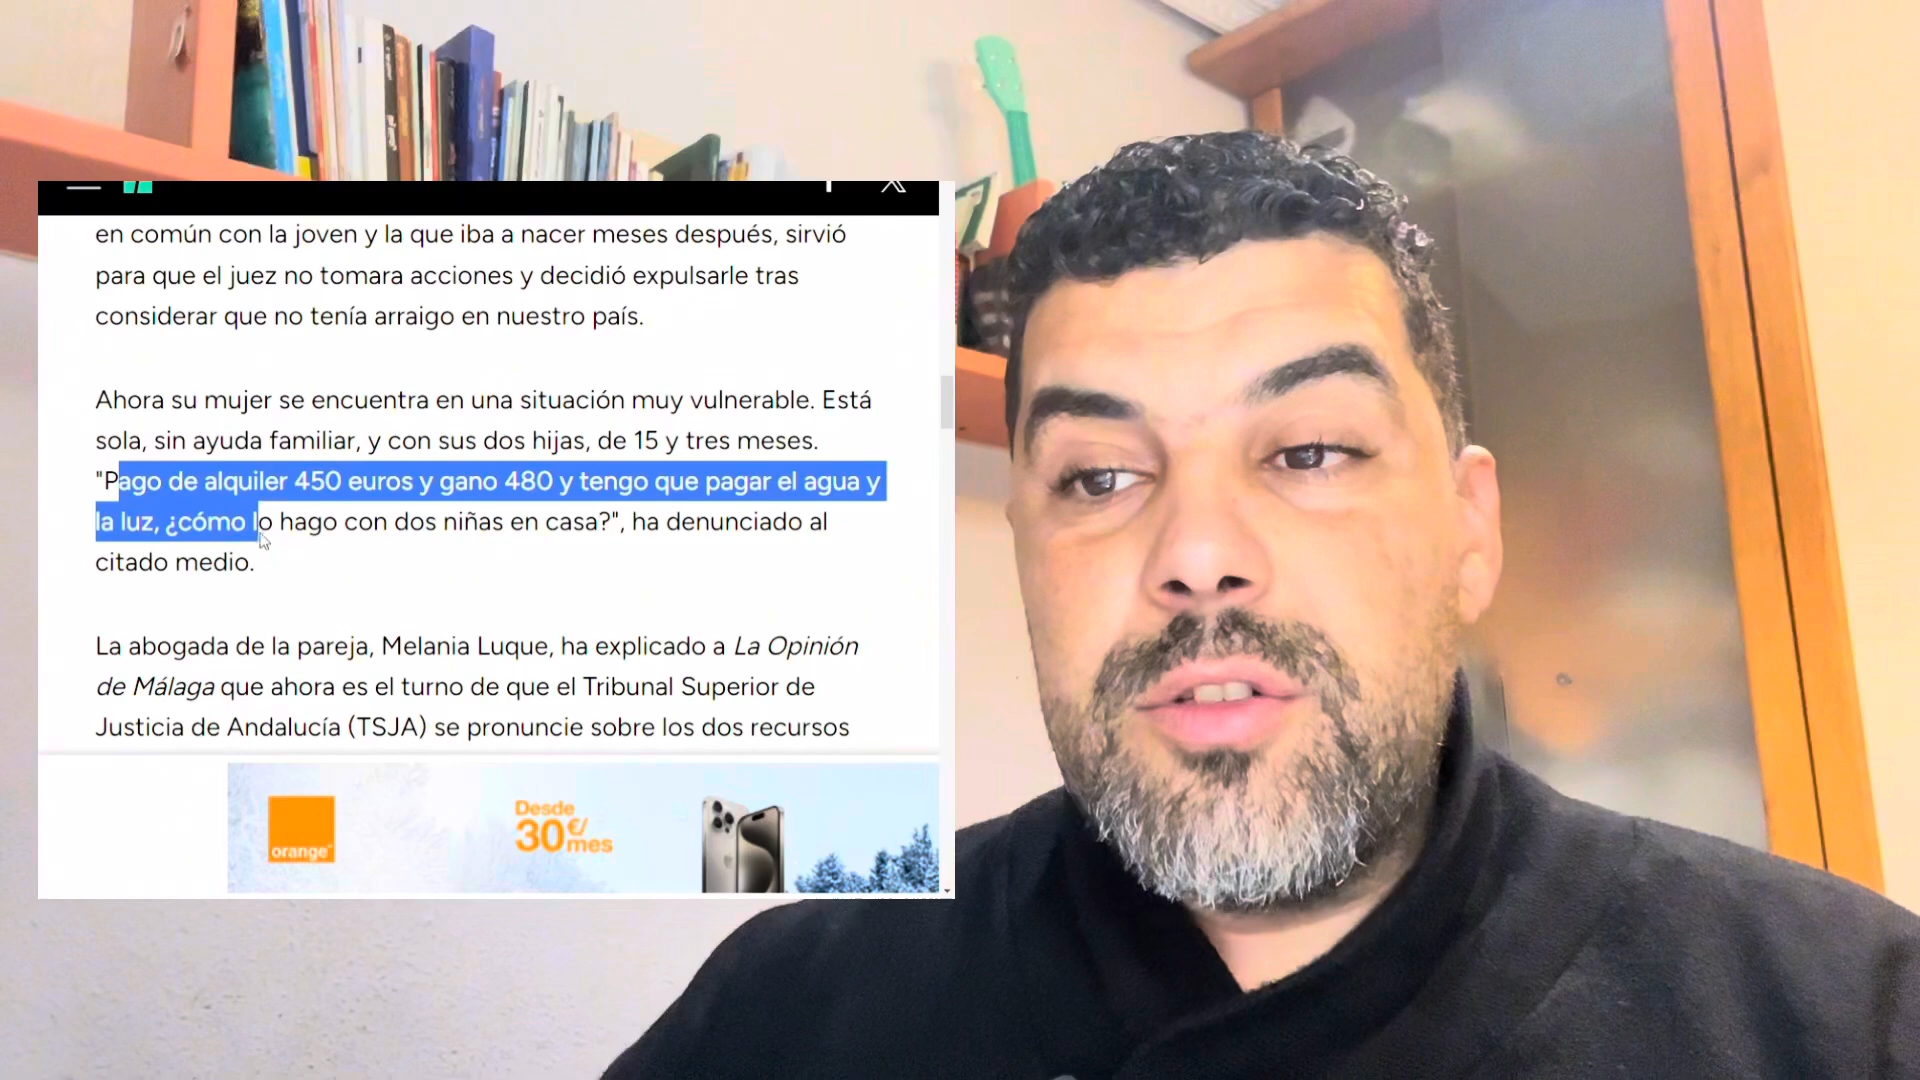 en común con la joven y la que iba a nacer meses después, sirvió
para que el juez no tomara acciones y decidió expulsarle tras
considerar que no tenía arraigo en nuestro país.
Ahora su mujer se encuentra en una situación muy vulnerable. Está
sola, sin ayuda familiar, y con sus dos hijas, de 15 y tres meses.
"Pago de alquiler 450 euros y gano 480 y tengo que pagar el agua y
la luz, ¿cómo lo hago con dos niñas en casa?", ha denunciado al
citado medio.
La abogada de la pareja, Melania Luque, ha explicado a La Opinión
de Málaga que ahora es el turno de que el Tribunal Superior de
Justicia de Andalucía (TSJA) se pronuncie sobre los dos recursos
orange
Desde
30€/mes